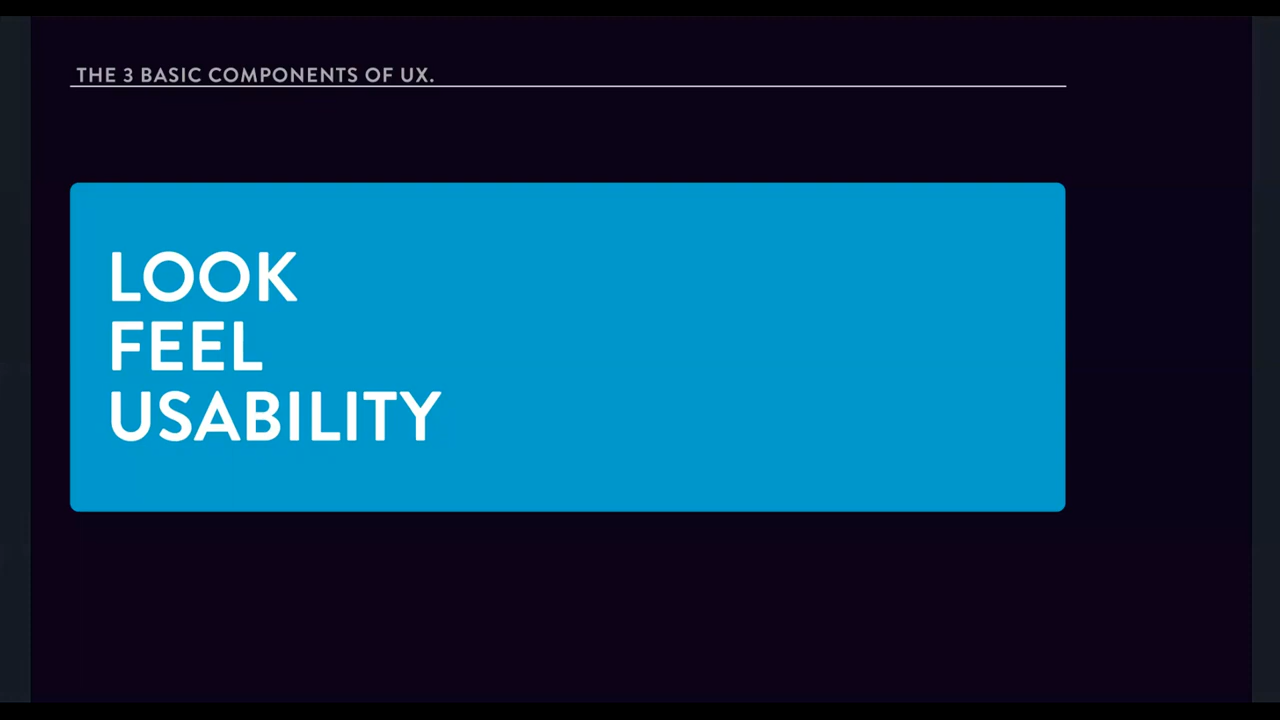 THE 3 BASIC COMPONENTS OF UX.
LOOK
FEEL
USABILITY